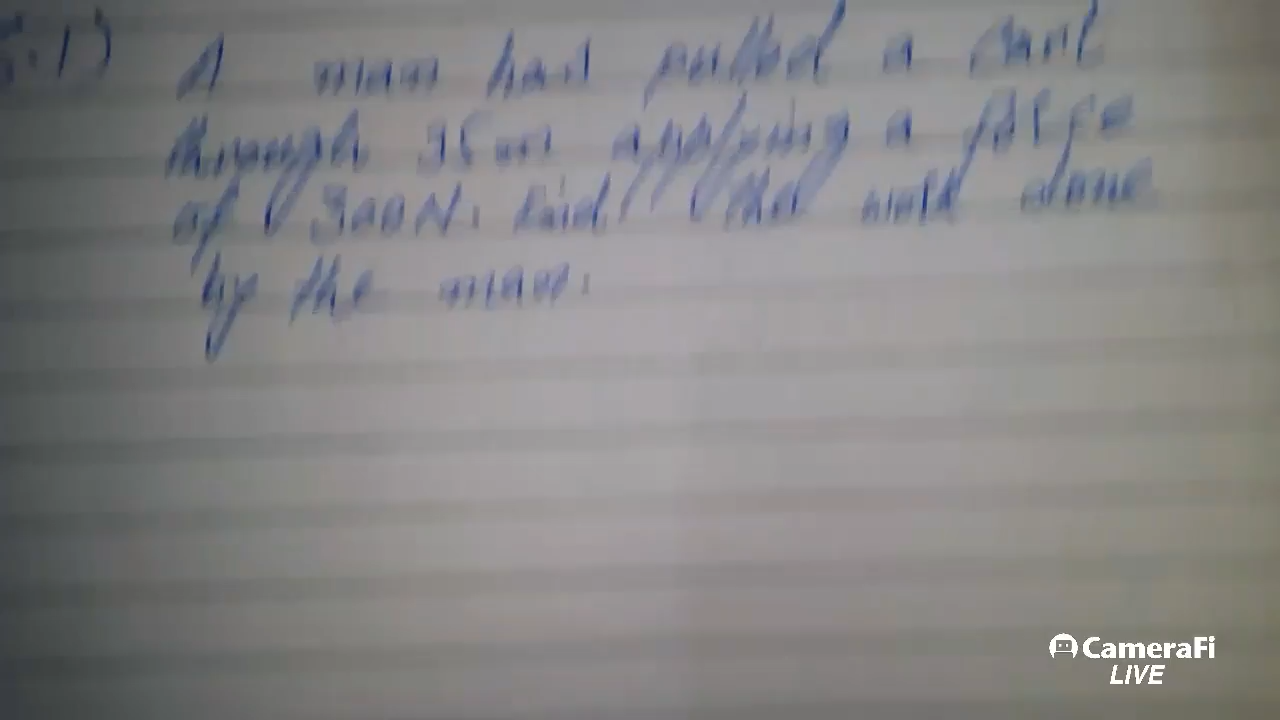 A man had pulled a cart
through 35m applying a force
of 300N. Find the work done
by the man.
CameraFi
LIVE